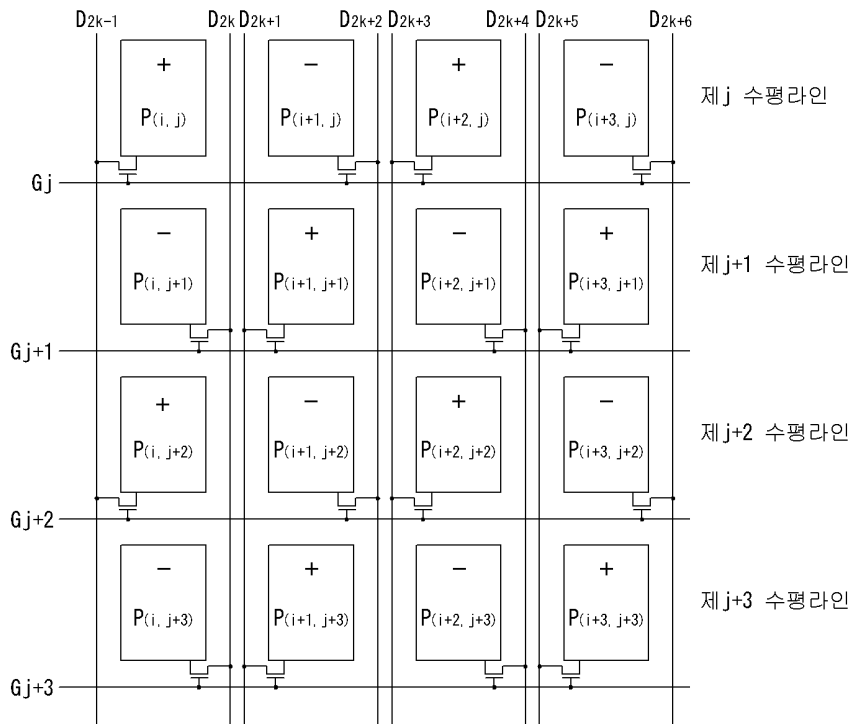 D2k-1 D2k D2k+1 D2k+2 D2k+3 D2k+4 D2k+5 D2k+6
+ − + −
P(i, j) P(i+1, j) P(i+2, j) P(i+3, j) 제j 수평라인
Gj
− + − +
P(i, j+1) P(i+1, j+1) P(i+2, j+1) P(i+3, j+1) 제j+1 수평라인
Gj+1
+ − + −
P(i, j+2) P(i+1, j+2) P(i+2, j+2) P(i+3, j+2) 제j+2 수평라인
Gj+2
− + − +
P(i, j+3) P(i+1, j+3) P(i+2, j+3) P(i+3, j+3) 제j+3 수평라인
Gj+3